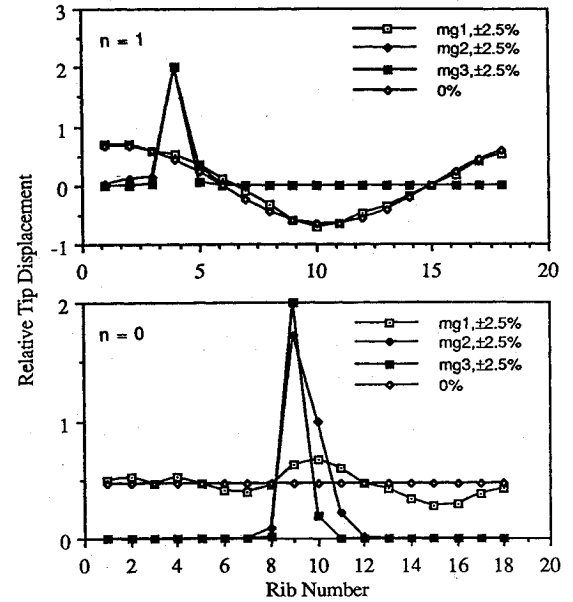 3
n = 1
mg1,±2.5%
mg2,±2.5%
mg3,±2.5%
0%
2
1
0
-1
0 5 10 15 20
Relative Tip Displacement
2
n = 0
mg1,±2.5%
mg2,±2.5%
mg3,±2.5%
0%
1
0
0 2 4 6 8 10 12 14 16 18 20
Rib Number